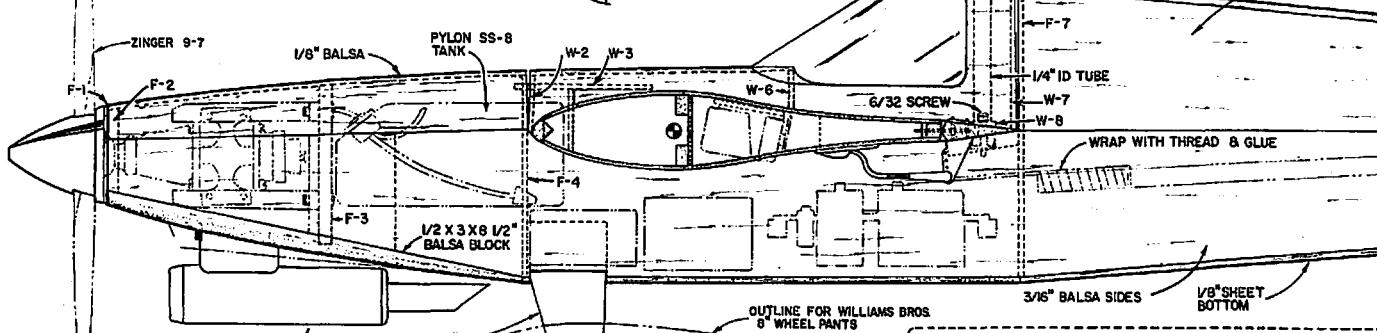 ZINGER 9-7
1/8" BALSA
PYLON SS-8
TANK
W-2
W-3
F-7
F-1
F-2
W-6
1/4" ID TUBE
6/32 SCREW
W-7
W-8
WRAP WITH THREAD & GLUE
F-4
F-3
1/2 X 3 X 8 1/2"
BALSA BLOCK
3/16" BALSA SIDES
1/8" SHEET
BOTTOM
OUTLINE FOR WILLIAMS BROS.
8" WHEEL PANTS